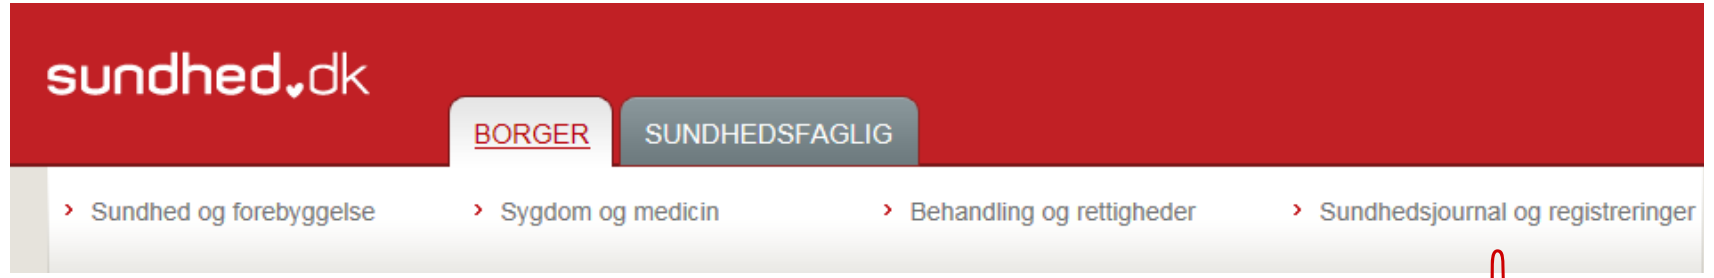 sundhed.dk
BORGER SUNDHEDSFAGLIG
Sundhed og forebyggelse Sygdom og medicin Behandling og rettigheder Sundhedsjournal og registreringer